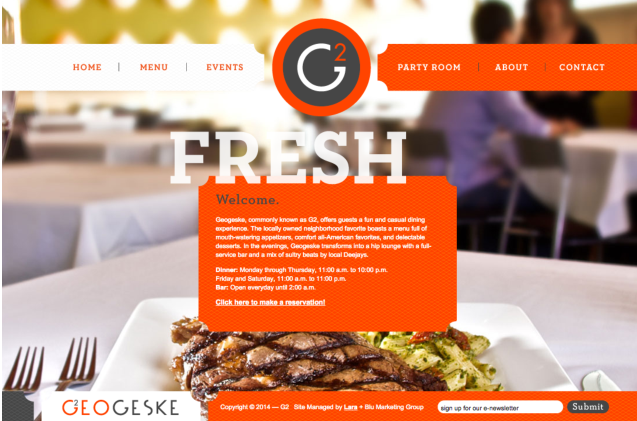 HOME | MENU | EVENTS
G2
PARTY ROOM | ABOUT | CONTACT
FRESH
Welcome.
Geogeske, commonly known as G2, offers guests a fun and casual dining
experience. The locally owned neighborhood favorite boasts a menu full of
mouth-watering appetizers, comfort all-American favorites, and delectable
desserts. In the evenings, Geogeske transforms into a hip lounge with a full-
service bar and a mix of sultry beats by local Deejays.
Dinner: Monday through Thursday, 11:00 a.m. to 10:00 p.m.
Friday and Saturday, 11:00 a.m. to 11:00 p.m.
Bar: Open everyday until 2:00 a.m.
Click here to make a reservation!
G2EOGESKE
Copyright © 2014 — G2 Site Managed by Lara + Blu Marketing Group
sign up for our e-newsletter
Submit